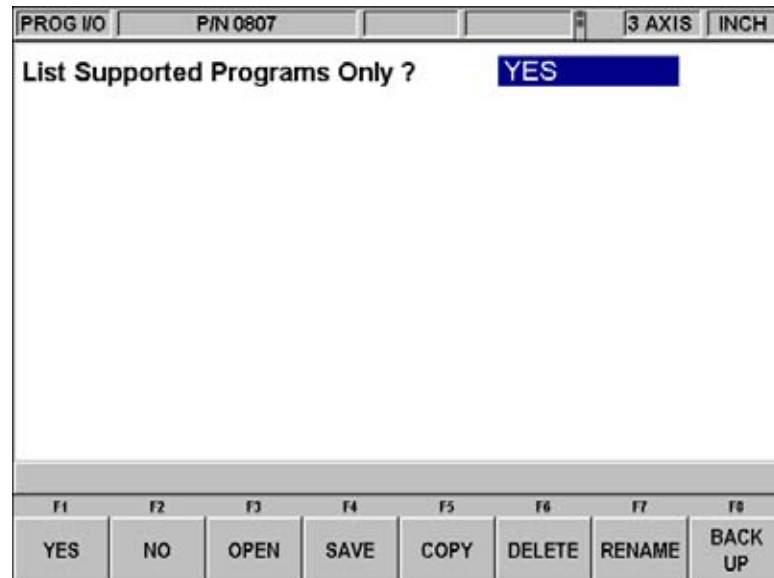 PROG I/O P/N 0807 3 AXIS INCH
List Supported Programs Only ? YES
F1 F2 F3 F4 F5 F6 F7 F8
YES NO OPEN SAVE COPY DELETE RENAME BACK
UP